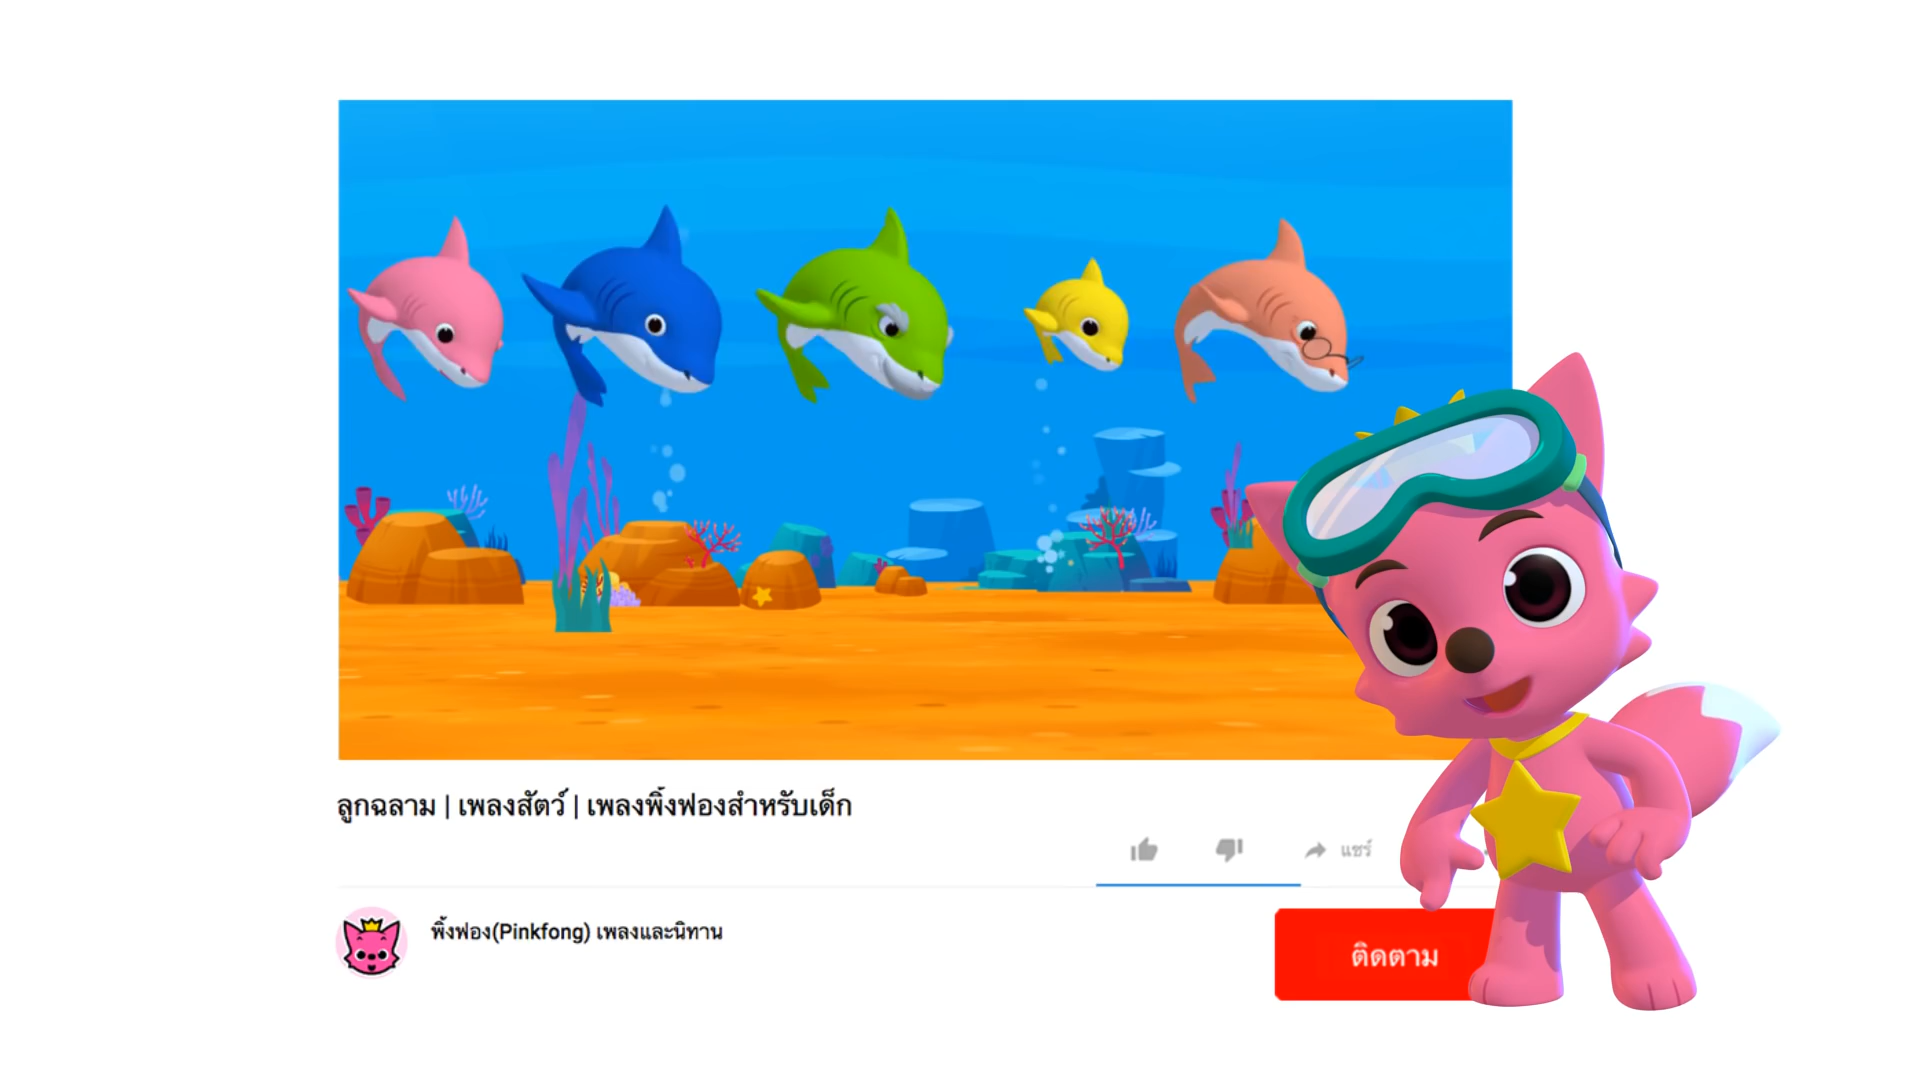 ลูกฉลาม | เพลงสัตว์ | เพลงพิ้งฟองสำหรับเด็ก
แชร์
พิ้งฟอง(Pinkfong) เพลงและนิทาน
ติดตาม